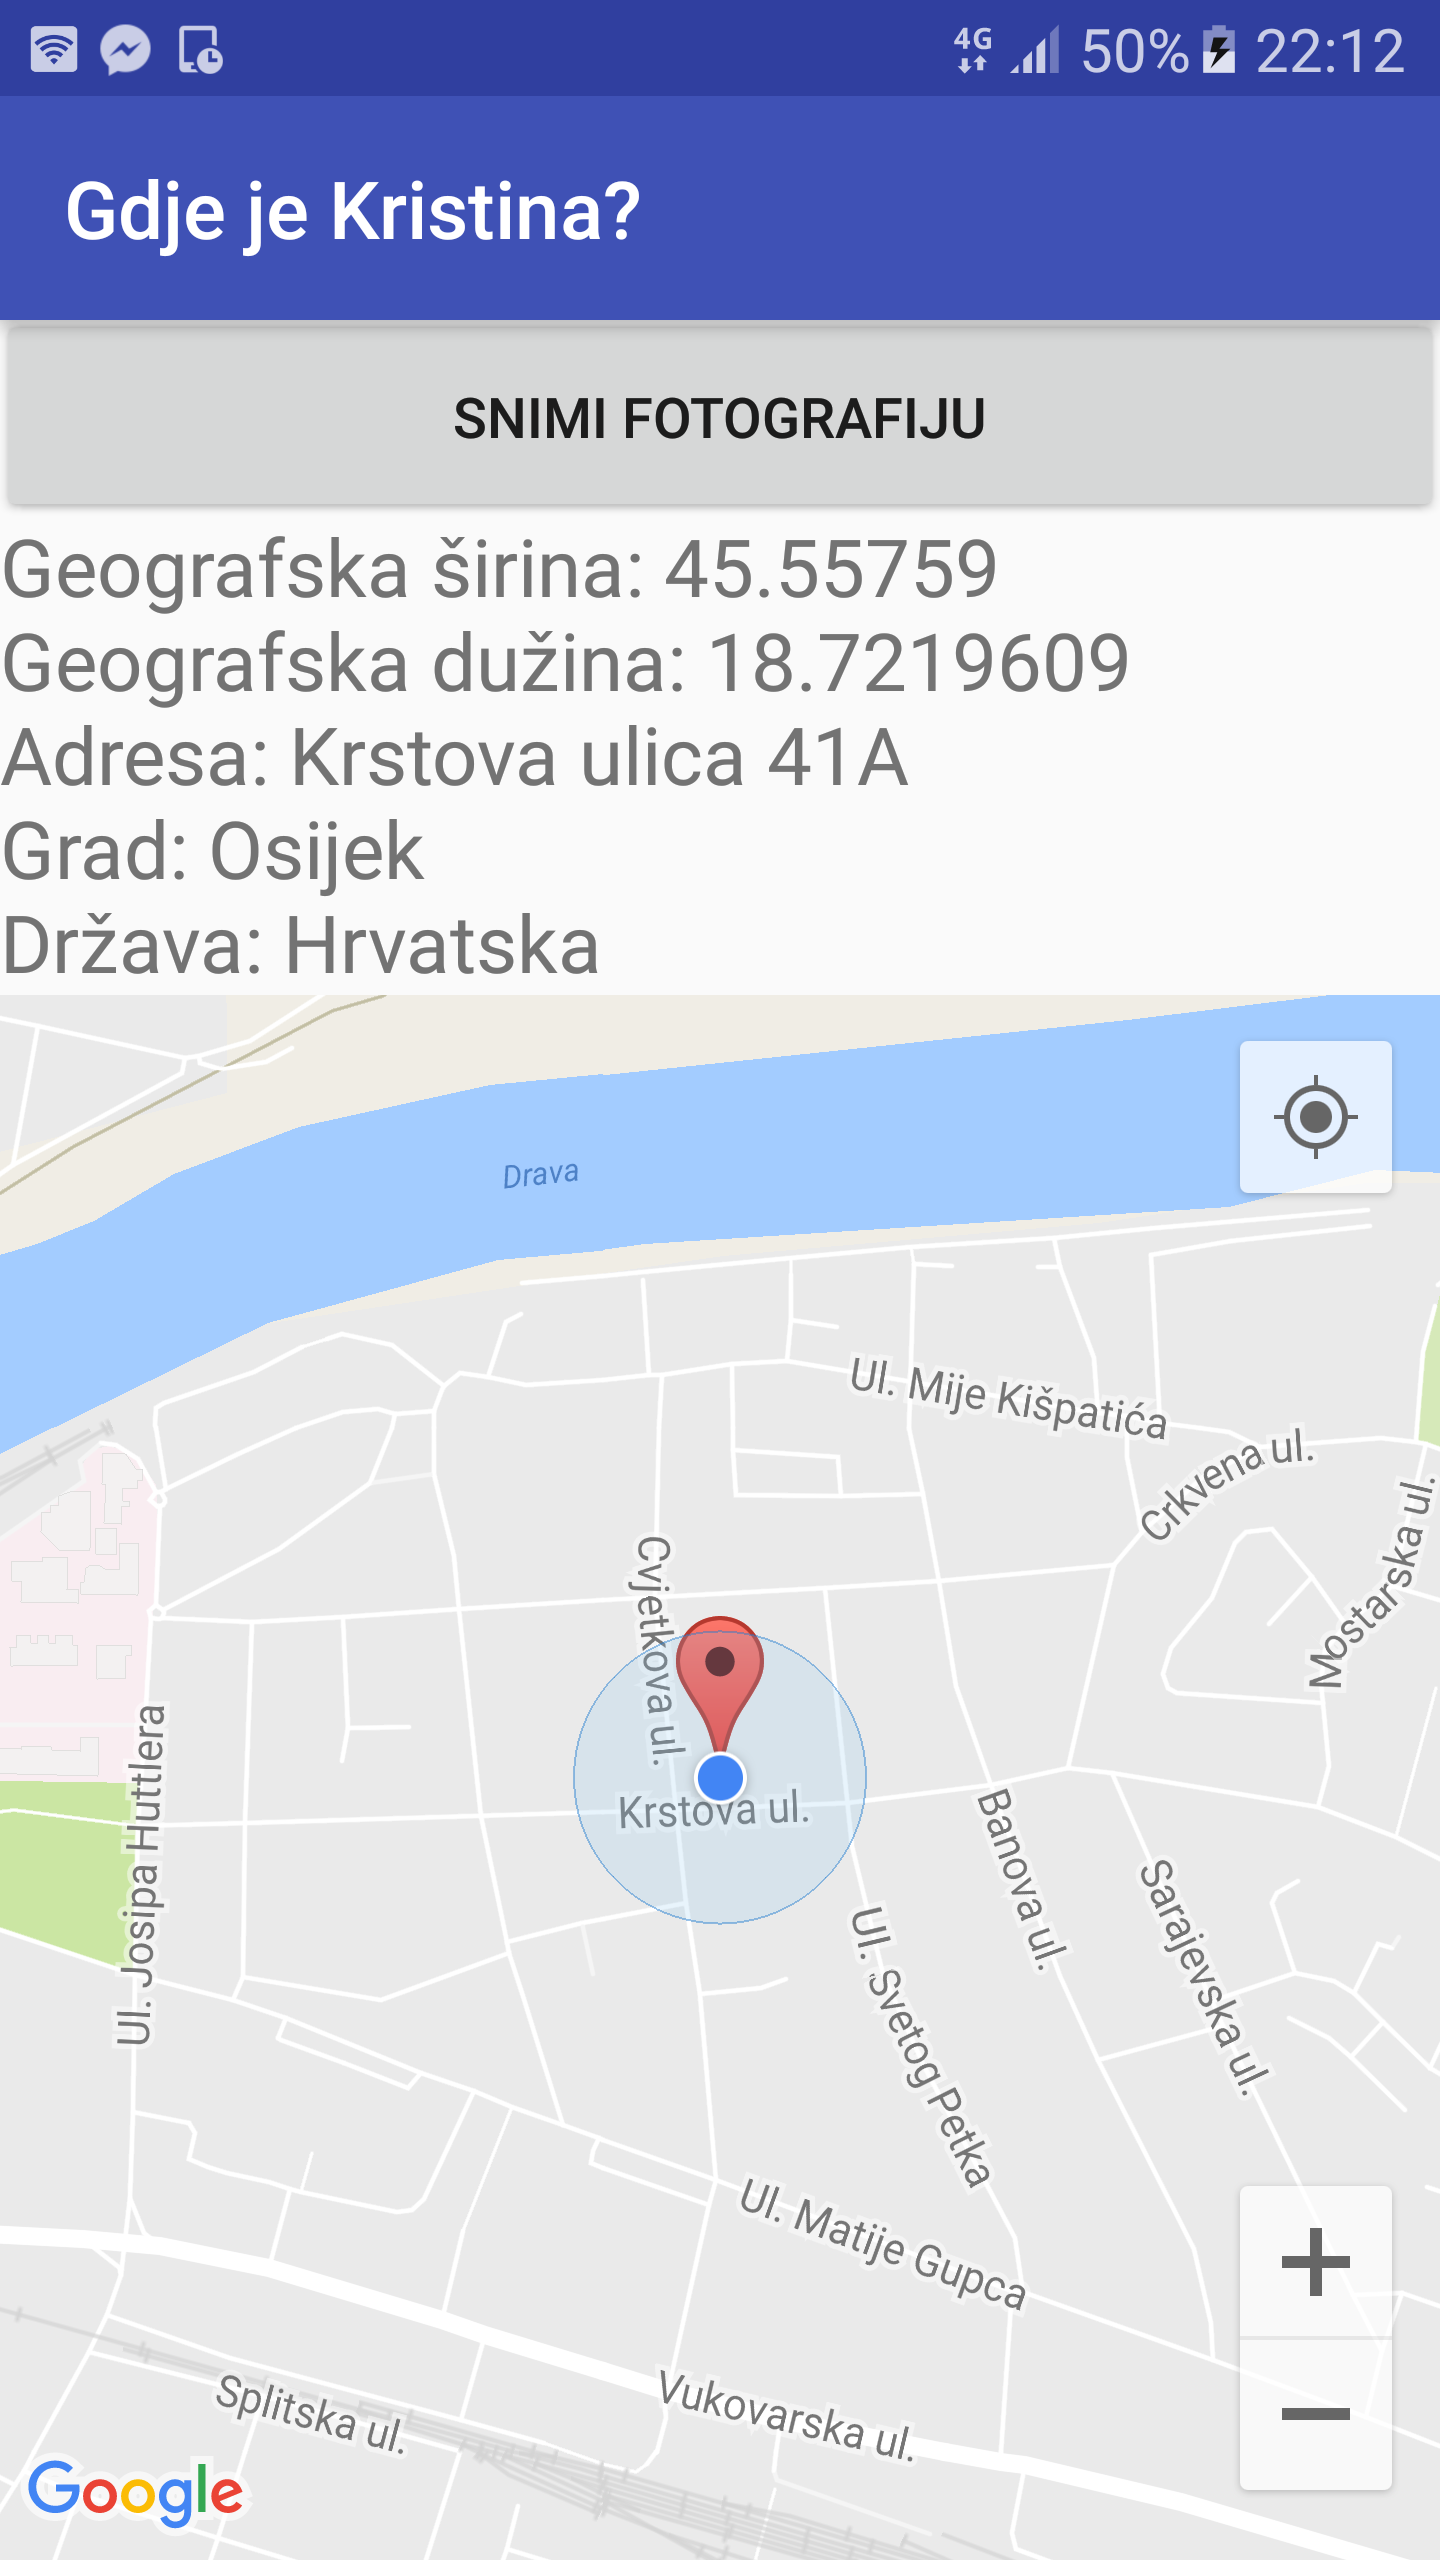 4G 50% 22:12
Gdje je Kristina?
SNIMI FOTOGRAFIJU
Geografska širina: 45.55759
Geografska dužina: 18.7219609
Adresa: Krstova ulica 41A
Grad: Osijek
Država: Hrvatska
Drava
Ul. Mije Kišpatića
Crkvena ul.
Mostarska ul.
Cvjetkova ul.
Ul. Josipa Huttlera
Krstova ul.
Banova ul.
Sarajevska ul.
Ul. Svetog Petka
Ul. Matije Gupca
Splitska ul.
Vukovarska ul.
Google